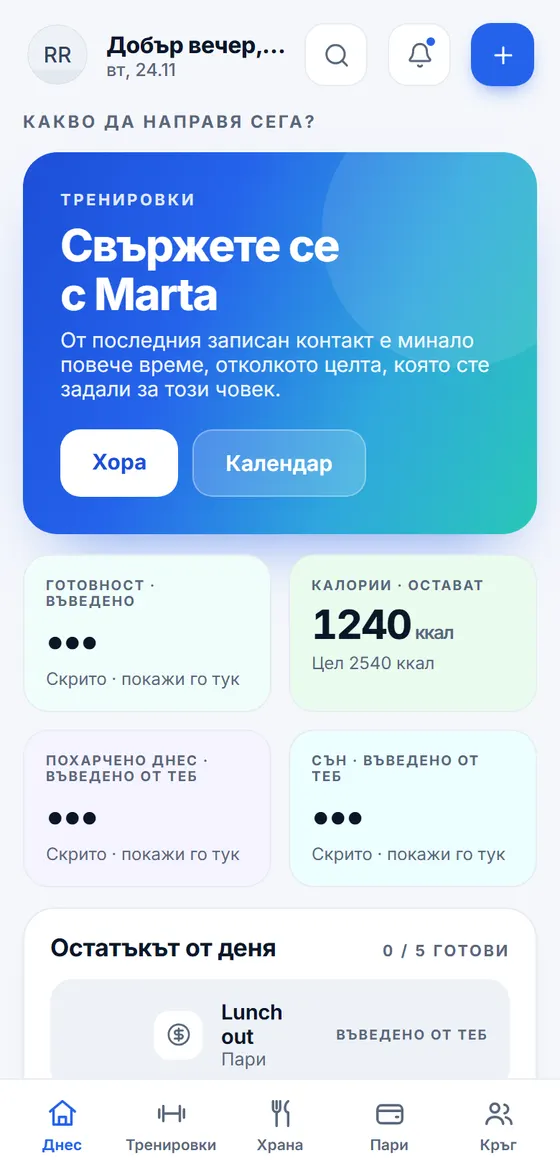 RR
Добър вечер,...
вт, 24.11
КАКВО ДА НАПРАВЯ СЕГА?
ТРЕНИРОВКИ
Свържете се
с Marta
От последния записан контакт е минало
повече време, отколкото целта, която сте
задали за този човек.
Хора
Календар
ГОТОВНОСТ ·
ВЪВЕДЕНО
Скрито · покажи го тук
КАЛОРИИ · ОСТАВАТ
1240 ккал
Цел 2540 ккал
ПОХАРЧЕНО ДНЕС ·
ВЪВЕДЕНО ОТ ТЕБ
Скрито · покажи го тук
СЪН · ВЪВЕДЕНО ОТ
ТЕБ
Скрито · покажи го тук
Остатъкът от деня
0 / 5 ГОТОВИ
Lunch
out
Пари
ВЪВЕДЕНО ОТ ТЕБ
Днес
Тренировки
Храна
Пари
Кръг